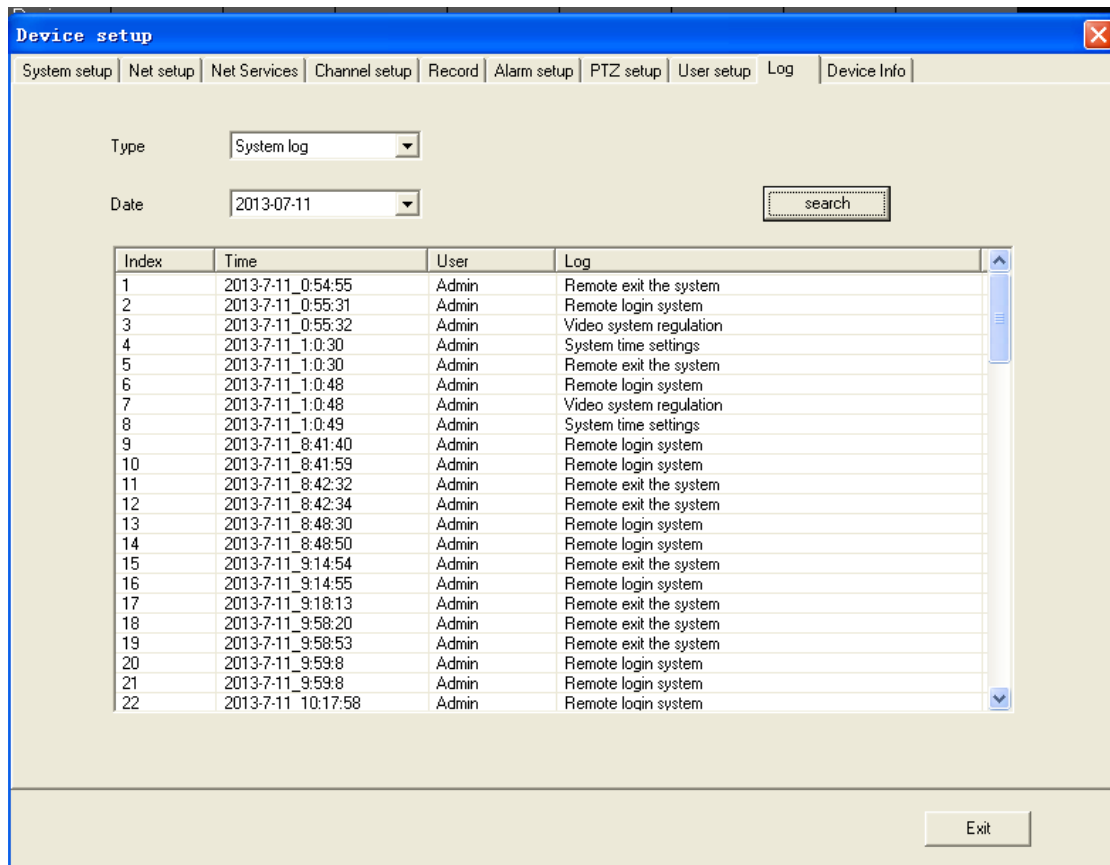 Device setup
System setup Net setup Net Services Channel setup Record Alarm setup PTZ setup User setup Log Device Info
Type System log
Date 2013-07-11 search
Index Time User Log
1 2013-7-11_0:54:55 Admin Remote exit the system
2 2013-7-11_0:55:31 Admin Remote login system
3 2013-7-11_0:55:32 Admin Video system regulation
4 2013-7-11_1:0:30 Admin System time settings
5 2013-7-11_1:0:30 Admin Remote exit the system
6 2013-7-11_1:0:48 Admin Remote login system
7 2013-7-11_1:0:48 Admin Video system regulation
8 2013-7-11_1:0:49 Admin System time settings
9 2013-7-11_8:41:40 Admin Remote login system
10 2013-7-11_8:41:59 Admin Remote login system
11 2013-7-11_8:42:32 Admin Remote exit the system
12 2013-7-11_8:42:34 Admin Remote exit the system
13 2013-7-11_8:48:30 Admin Remote login system
14 2013-7-11_8:48:50 Admin Remote login system
15 2013-7-11_9:14:54 Admin Remote exit the system
16 2013-7-11_9:14:55 Admin Remote login system
17 2013-7-11_9:18:13 Admin Remote exit the system
18 2013-7-11_9:58:20 Admin Remote exit the system
19 2013-7-11_9:58:53 Admin Remote exit the system
20 2013-7-11_9:59:8 Admin Remote login system
21 2013-7-11_9:59:8 Admin Remote login system
22 2013-7-11 10:17:58 Admin Remote login system
Exit